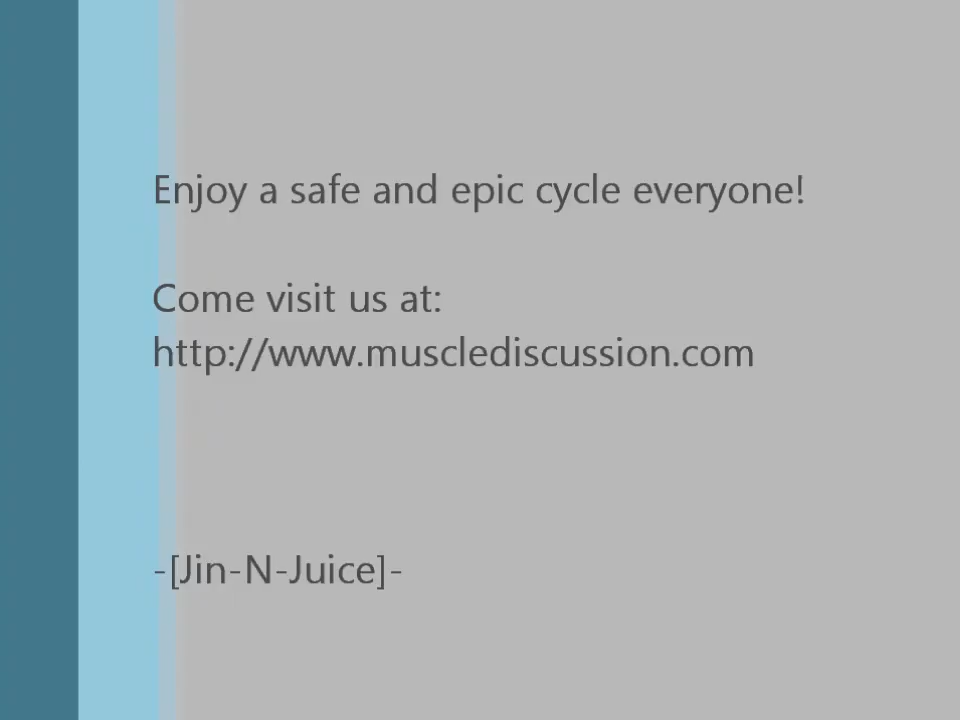 Enjoy a safe and epic cycle everyone!
Come visit us at:
http://www.musclediscussion.com
-[Jin-N-Juice]-